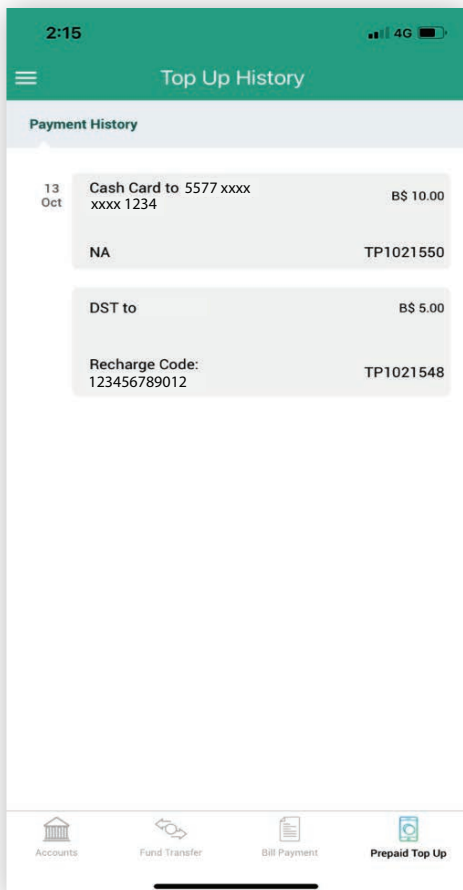 2:15
4G
Top Up History
Payment History
13
Oct
Cash Card to 5577 xxxx
xxxx 1234
B$ 10.00
NA
TP1021550
DST to
B$ 5.00
Recharge Code:
123456789012
TP1021548
Accounts
Fund Transfer
Bill Payment
Prepaid Top Up